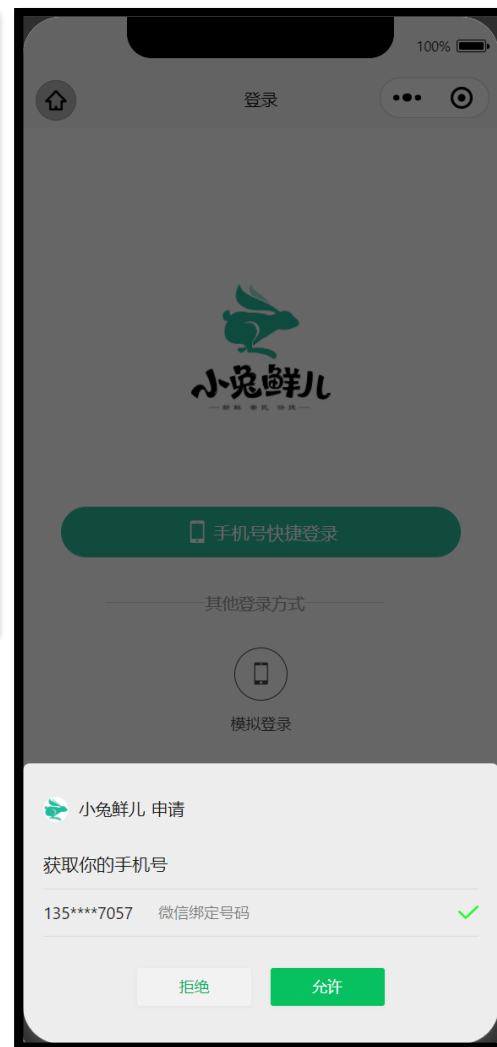 100%
登录
小兔鲜儿
新鲜 惠民 快捷
手机号快捷登录
其他登录方式
模拟登录
小兔鲜儿 申请
获取你的手机号
135****7057 微信绑定号码
拒绝 允许